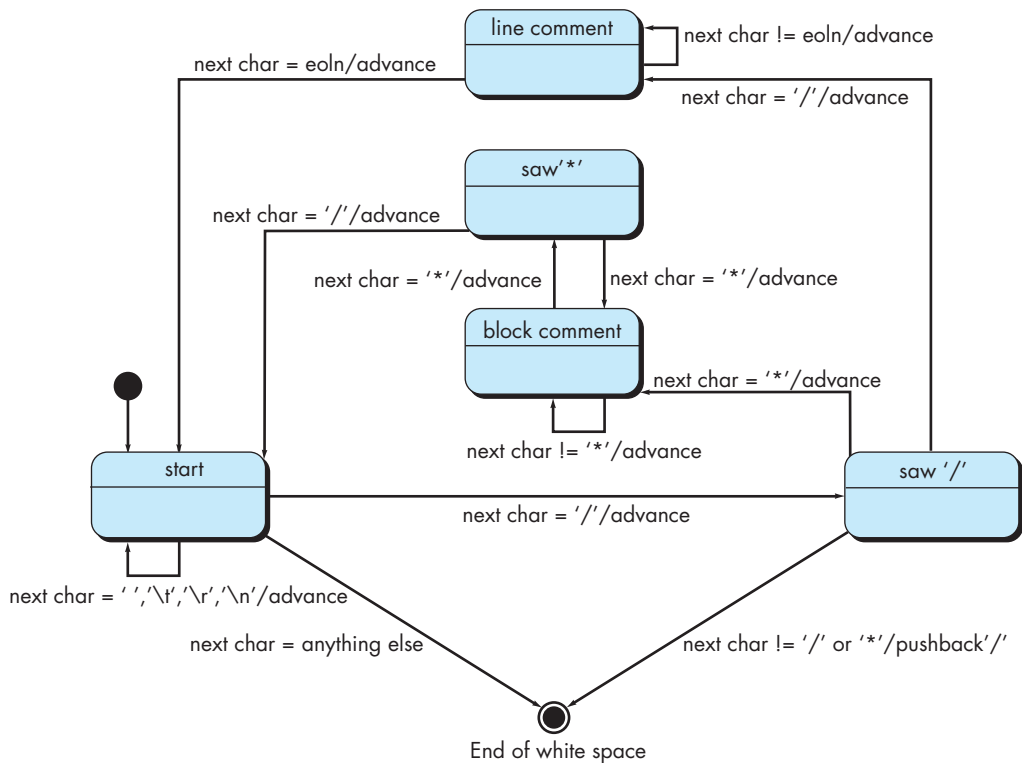 line comment
next char != eoln/advance
next char = eoln/advance
next char = ‘/’/advance
saw’*’
next char = ‘/’/advance
next char = ‘*’/advance
next char = ‘*’/advance
block comment
next char = ‘*’/advance
next char != ‘*’/advance
start
saw ‘/’
next char = ‘/’/advance
next char = ‘ ’,’\t‘,’\r’,’\n’/advance
next char = anything else
next char != ‘/’ or ‘*’/pushback’/’
End of white space